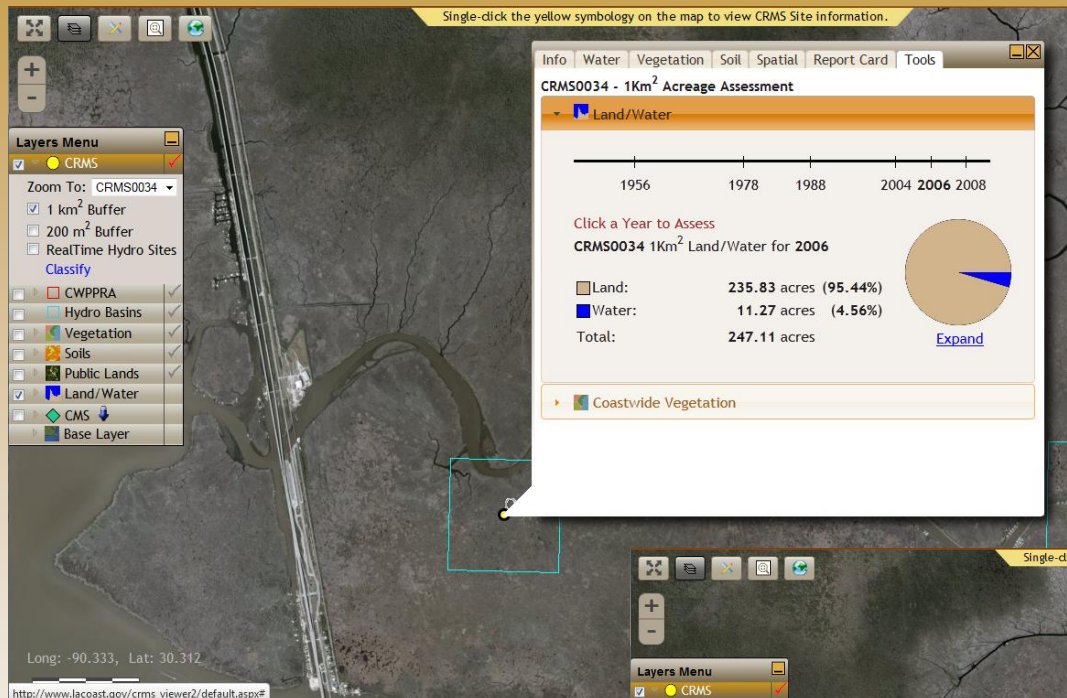 Single-click the yellow symbology on the map to view CRMS Site information.
+
-
Layers Menu
CRMS
Zoom To: CRMS0034
1 km2 Buffer
200 m2 Buffer
RealTime Hydro Sites
Classify
CWPPRA
Hydro Basins
Vegetation
Soils
Public Lands
Land/Water
CMS
Base Layer
Info Water Vegetation Soil Spatial Report Card Tools
CRMS0034 - 1Km2 Acreage Assessment
Land/Water
1956 1978 1988 2004 2006 2008
Click a Year to Assess
CRMS0034 1Km2 Land/Water for 2006
Land: 235.83 acres (95.44%)
Water: 11.27 acres (4.56%)
Total: 247.11 acres
Expand
Coastwide Vegetation
Long: -90.333, Lat: 30.312
http://www.lacoast.gov/crms_viewer2/default.aspx#
Single-cl
+
-
Layers Menu
CRMS